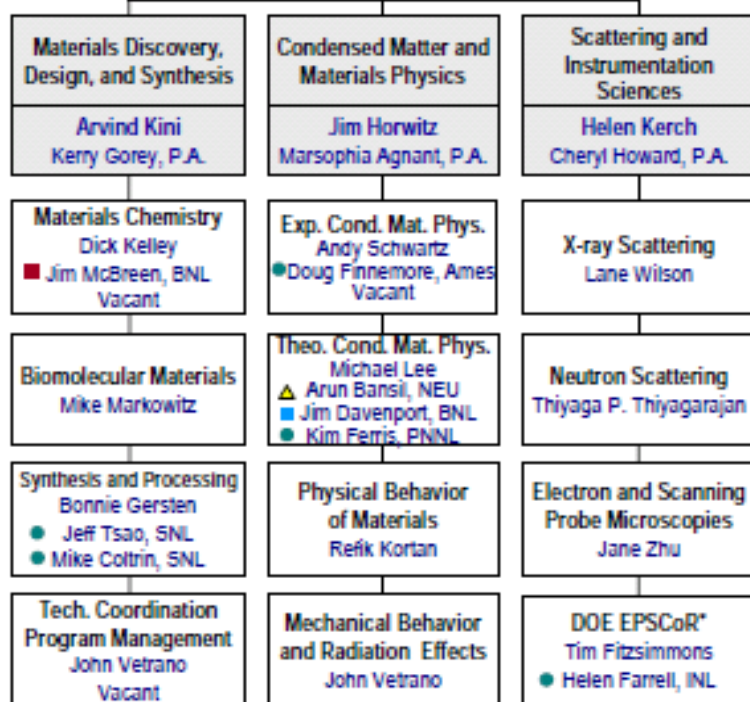 Materials Discovery,
Design, and Synthesis
Arvind Kini
Kerry Gorey, P.A.
Materials Chemistry
Dick Kelley
Jim McBreen, BNL
Vacant
Biomolecular Materials
Mike Markowitz
Synthesis and Processing
Bonnie Gersten
Jeff Tsao, SNL
Mike Coltrin, SNL
Tech. Coordination
Program Management
John Vetrano
Vacant
Condensed Matter and
Materials Physics
Jim Horwitz
Marsophia Agnant, P.A.
Exp. Cond. Mat. Phys.
Andy Schwartz
Doug Finnemore, Ames
Vacant
Theo. Cond. Mat. Phys.
Michael Lee
Arun Bansil, NEU
Jim Davenport, BNL
Kim Ferris, PNNL
Physical Behavior
of Materials
Refik Kortan
Mechanical Behavior
and Radiation Effects
John Vetrano
Scattering and
Instrumentation
Sciences
Helen Kerch
Cheryl Howard, P.A.
X-ray Scattering
Lane Wilson
Neutron Scattering
Thiyaga P. Thiyagarajan
Electron and Scanning
Probe Microscopies
Jane Zhu
DOE EPSCoR*
Tim Fitzsimmons
Helen Farrell, INL